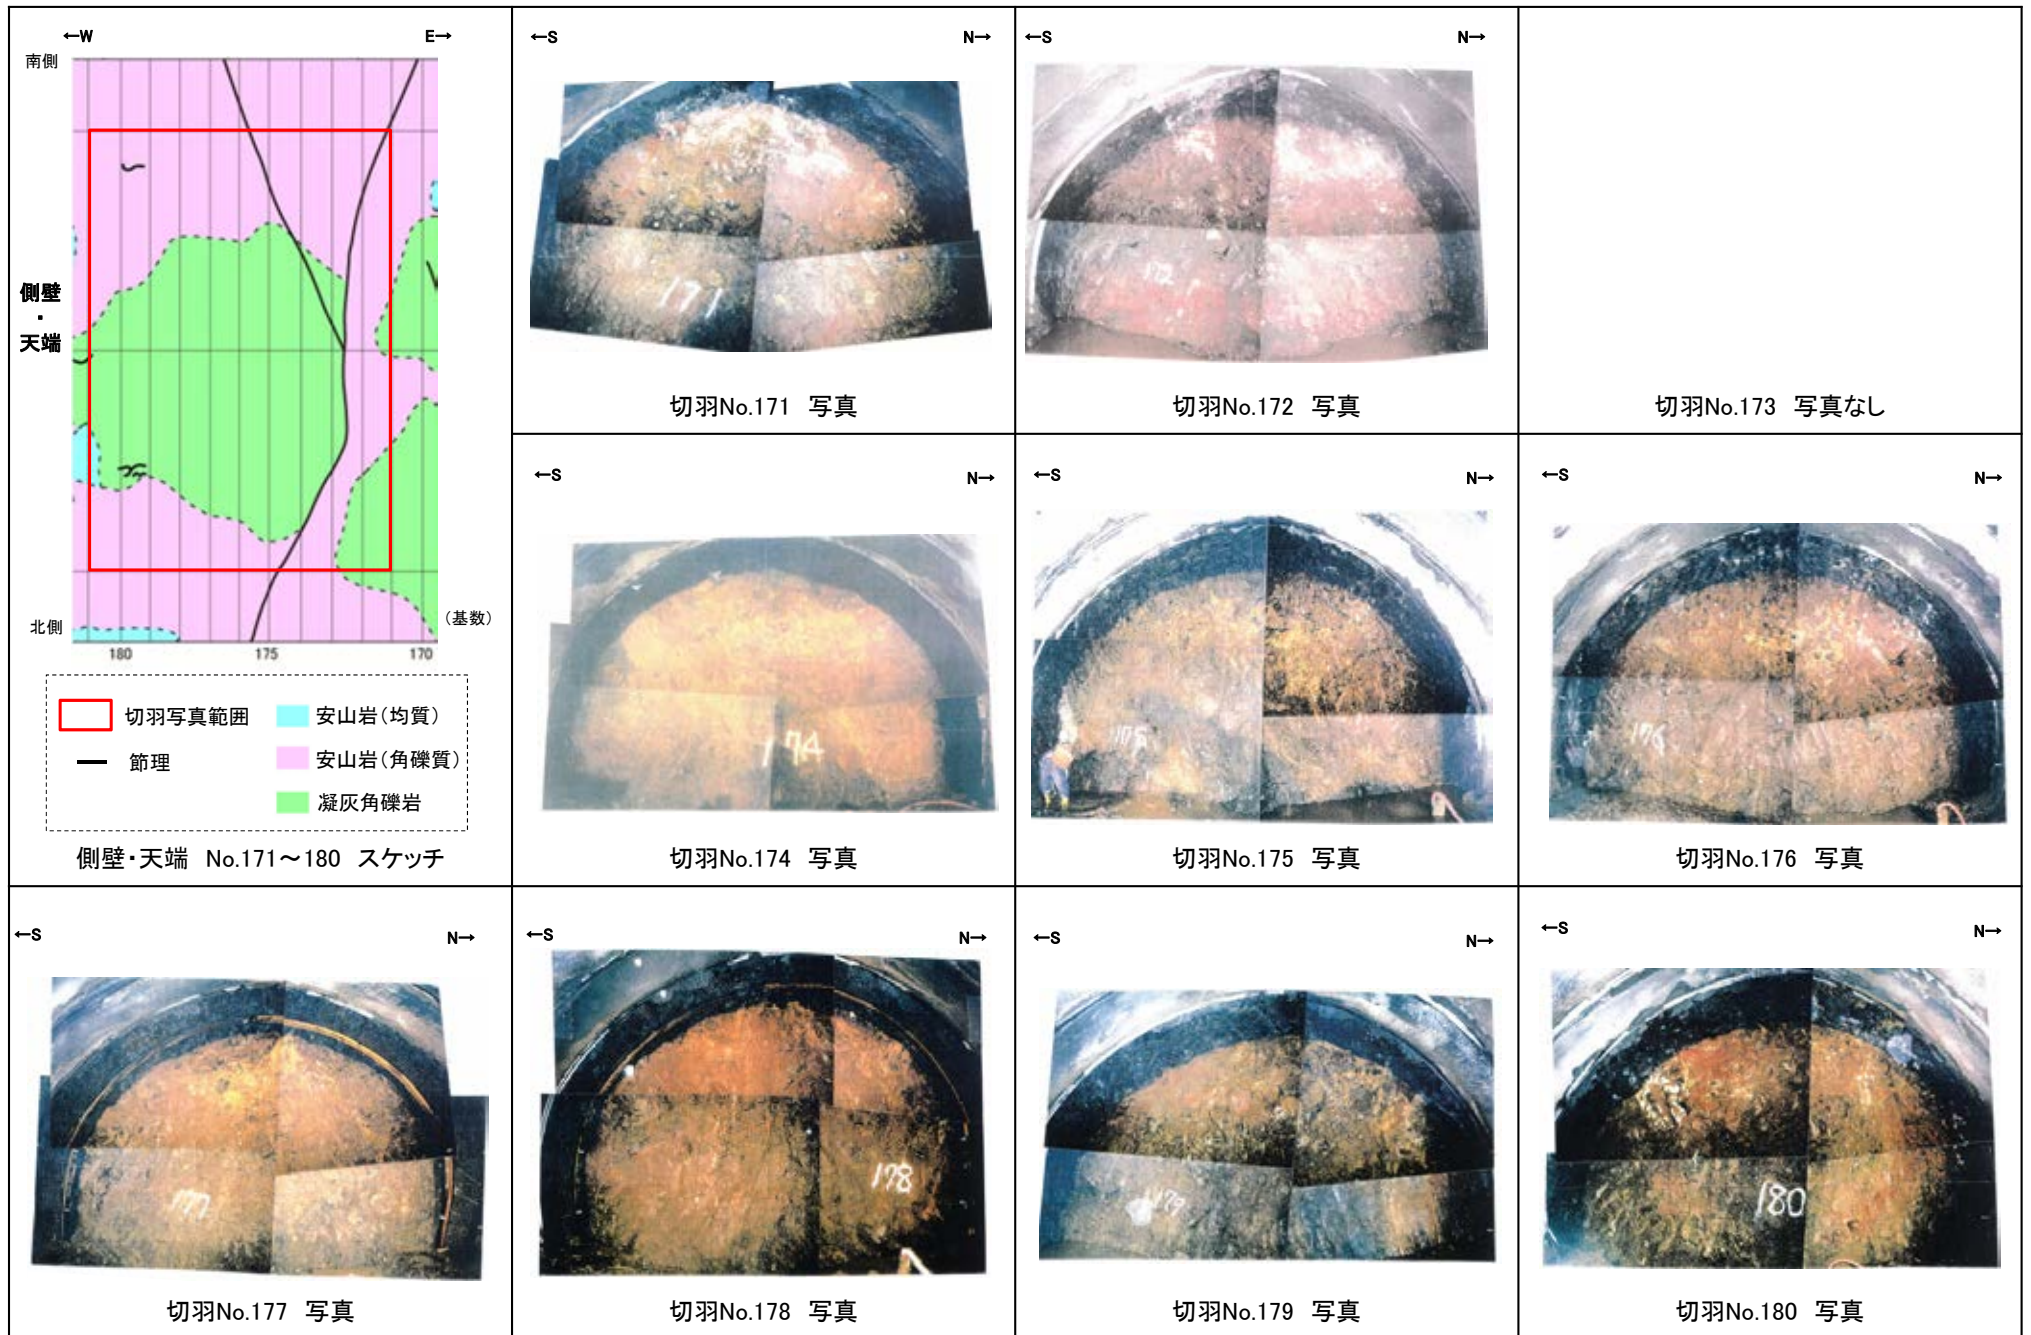 ←W E→
南側
側壁
・
天端
北側
(基数)
180 175 170
切羽写真範囲
節理
安山岩(均質)
安山岩(角礫質)
凝灰角礫岩
側壁・天端 No.171～180 スケッチ
←S N→
171
切羽No.171 写真
←S N→
172
切羽No.172 写真
切羽No.173 写真なし
←S N→
174
切羽No.174 写真
←S N→
175
切羽No.175 写真
←S N→
176
切羽No.176 写真
←S N→
177
切羽No.177 写真
←S N→
178
切羽No.178 写真
←S N→
179
切羽No.179 写真
←S N→
180
切羽No.180 写真